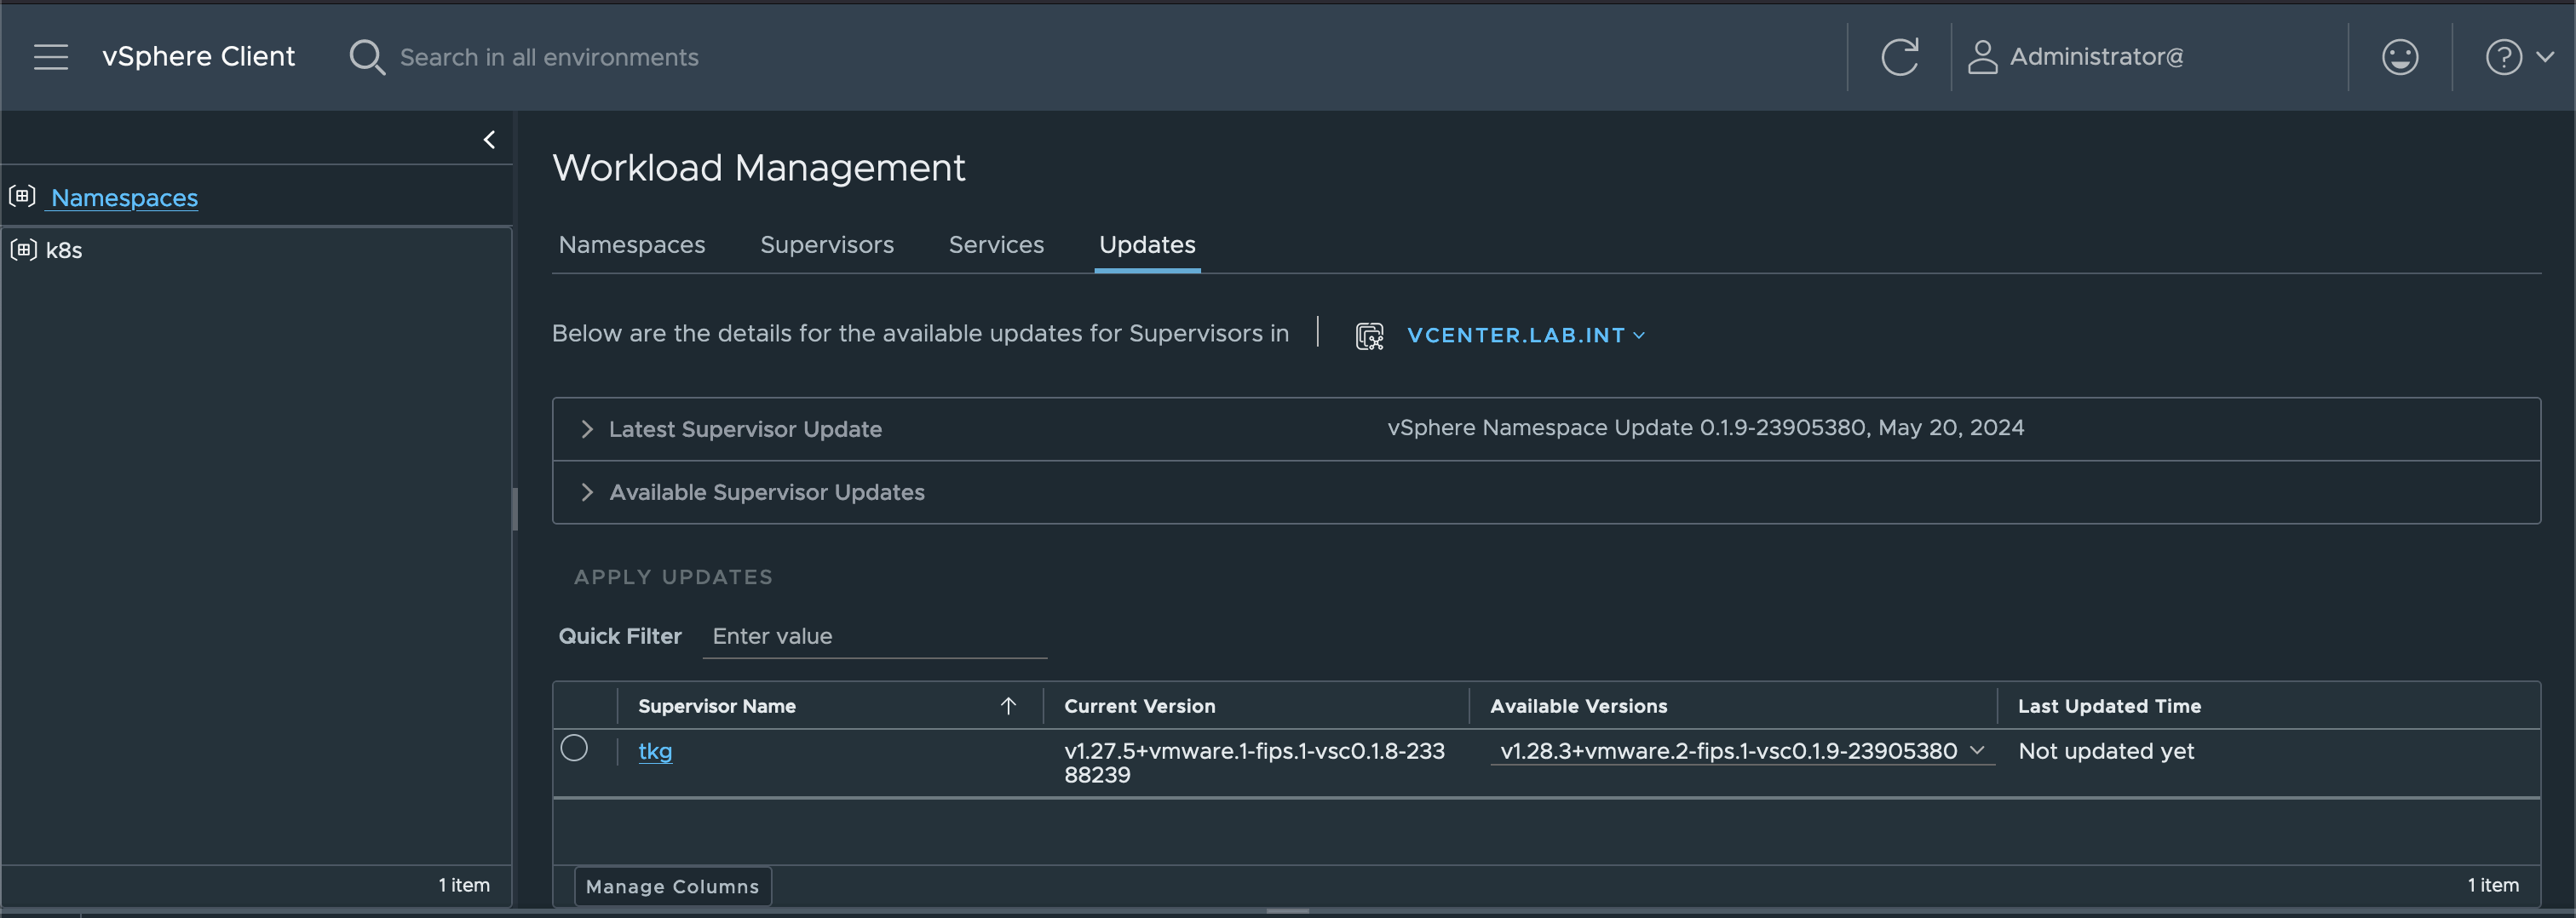 vSphere Client
Search in all environments
Administrator@
Namespaces
k8s
1 item
Workload Management
Namespaces Supervisors Services Updates
Below are the details for the available updates for Supervisors in VCENTER.LAB.INT
Latest Supervisor Update vSphere Namespace Update 0.1.9-23905380, May 20, 2024
Available Supervisor Updates
APPLY UPDATES
Quick Filter Enter value
Supervisor Name Current Version Available Versions Last Updated Time
tkg v1.27.5+vmware.1-fips.1-vsc0.1.8-233 v1.28.3+vmware.2-fips.1-vsc0.1.9-23905380 Not updated yet
88239
Manage Columns 1 item